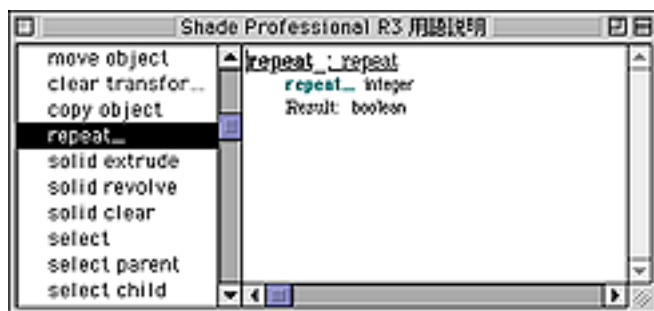 Shade Professional R3 用語説明
move object
clear transfor...
copy object
repeat_
solid extrude
solid revolve
solid clear
select
select parent
select child
repeat_: repeat
repeat_ integer
Result: boolean